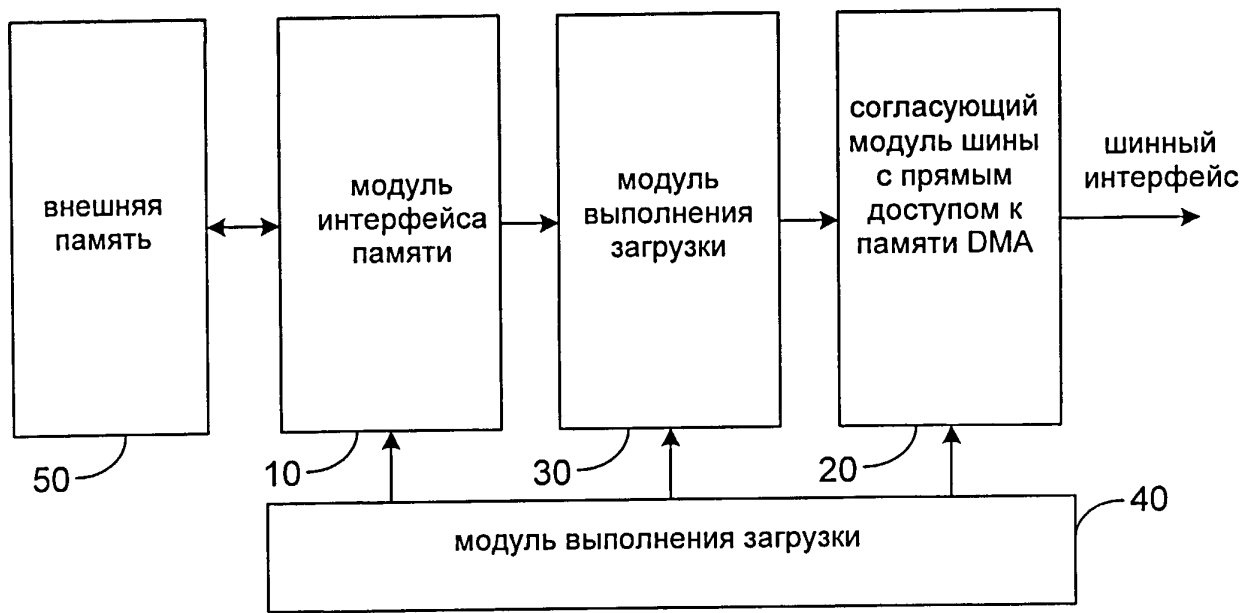 внешняя
память
модуль
интерфейса
памяти
модуль
выполнения
загрузки
согласующий
модуль шины
с прямым
доступом к
памяти DMA
шинный
интерфейс
50
10
30
20
40
модуль выполнения загрузки